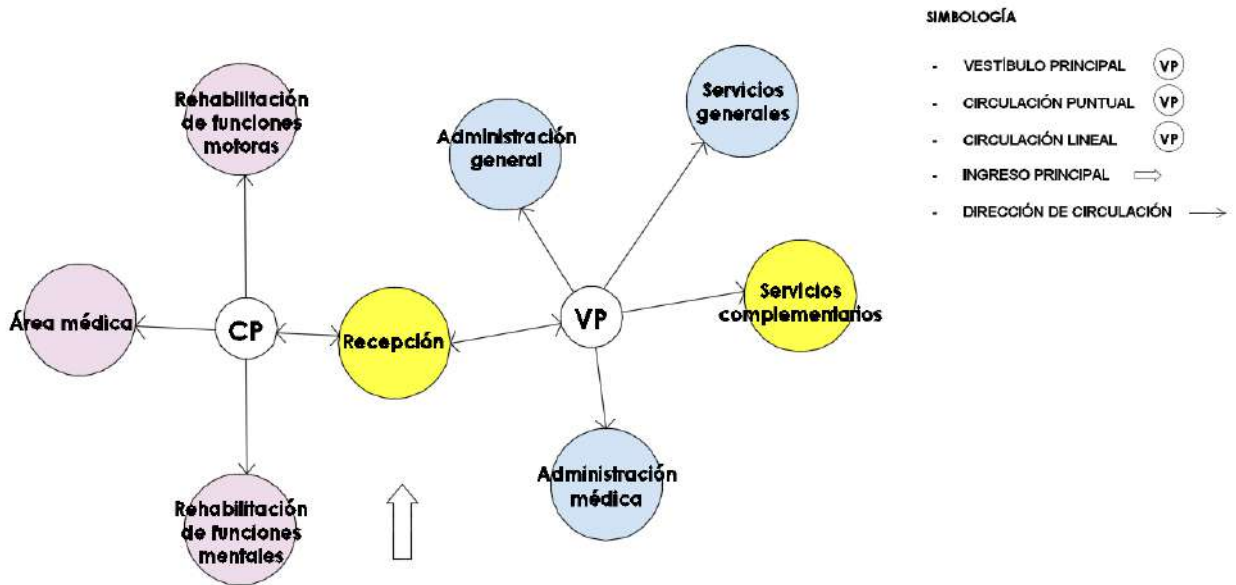 SIMBOLOGÍA
- VESTÍBULO PRINCIPAL VP
- CIRCULACIÓN PUNTUAL VP
- CIRCULACIÓN LINEAL VP
- INGRESO PRINCIPAL
- DIRECCIÓN DE CIRCULACIÓN
Rehabilitación
de funciones
motoras
Administración
general
Servicios
generales
Área médica
CP
Recepción
VP
Servicios
complementarios
Administración
médica
Rehabilitación
de funciones
mentales